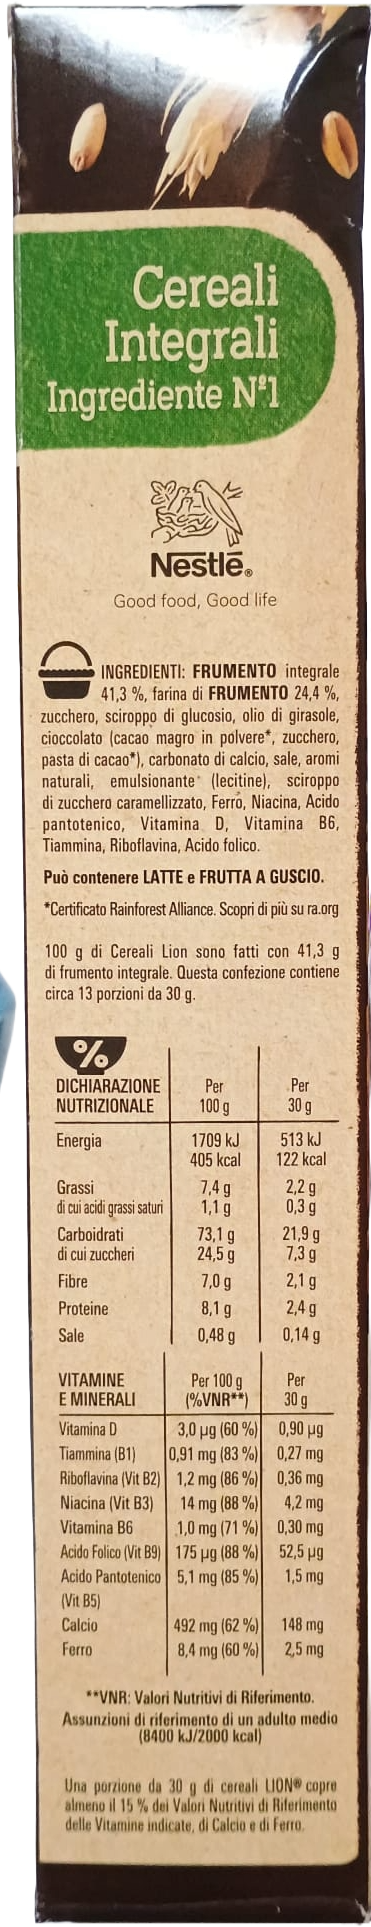 Cereali
Integrali
Ingrediente N°1
Nestlé®
Good food, Good life
INGREDIENTI: FRUMENTO integrale
41,3 %, farina di FRUMENTO 24,4 %,
zucchero, sciroppo di glucosio, olio di girasole,
cioccolato (cacao magro in polvere*, zucchero,
pasta di cacao*), carbonato di calcio, sale, aromi
naturali, emulsionante (lecitine), sciroppo
di zucchero caramellizzato, Ferro, Niacina, Acido
pantotenico, Vitamina D, Vitamina B6,
Tiammina, Riboflavina, Acido folico.
Può contenere LATTE e FRUTTA A GUSCIO.
*Certificato Rainforest Alliance. Scopri di più su ra.org
100 g di Cereali Lion sono fatti con 41,3 g
di frumento integrale. Questa confezione contiene
circa 13 porzioni da 30 g.
%
DICHIARAZIONE NUTRIZIONALE Per 100 g Per 30 g
Energia 1709 kJ 513 kJ
405 kcal 122 kcal
Grassi 7,4 g 2,2 g
di cui acidi grassi saturi 1,1 g 0,3 g
Carboidrati 73,1 g 21,9 g
di cui zuccheri 24,5 g 7,3 g
Fibre 7,0 g 2,1 g
Proteine 8,1 g 2,4 g
Sale 0,48 g 0,14 g
VITAMINE E MINERALI Per 100 g (%VNR**) Per 30 g
Vitamina D 3,0 µg (60 %) 0,90 µg
Tiammina (B1) 0,91 mg (83 %) 0,27 mg
Riboflavina (Vit B2) 1,2 mg (86 %) 0,36 mg
Niacina (Vit B3) 14 mg (88 %) 4,2 mg
Vitamina B6 1,0 mg (71 %) 0,30 mg
Acido Folico (Vit B9) 175 µg (88 %) 52,5 µg
Acido Pantotenico 5,1 mg (85 %) 1,5 mg
(Vit B5)
Calcio 492 mg (62 %) 148 mg
Ferro 8,4 mg (60 %) 2,5 mg
**VNR: Valori Nutritivi di Riferimento.
Assunzioni di riferimento di un adulto medio
(8400 kJ/2000 kcal)
Una porzione da 30 g di cereali LION® copre
almeno il 15 % dei Valori Nutritivi di Riferimento
delle Vitamine indicate, di Calcio e di Ferro.